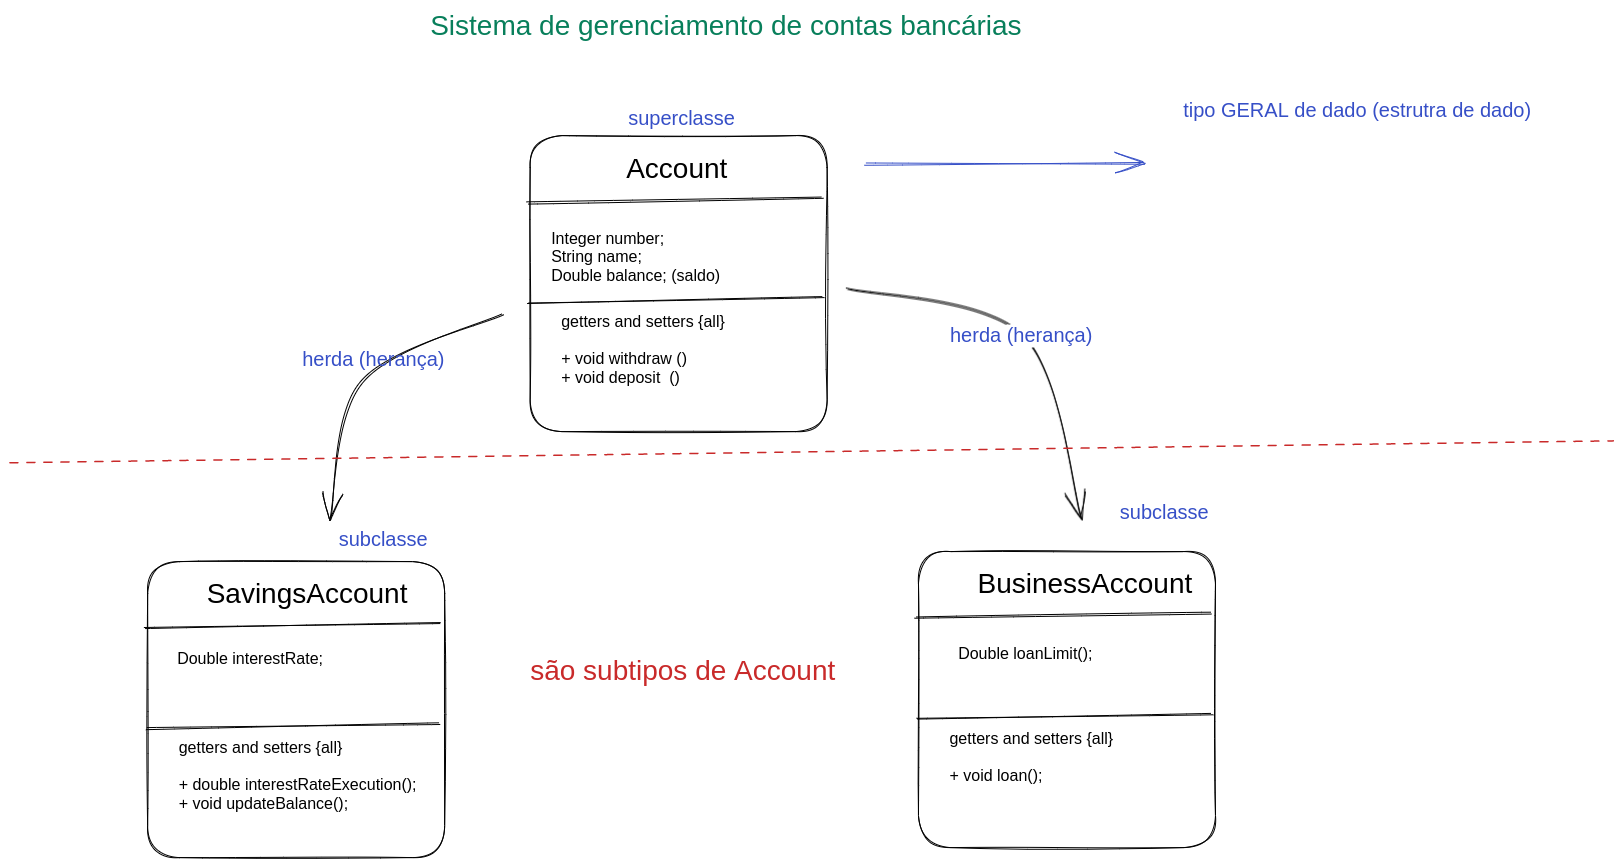 Sistema de gerenciamento de contas bancárias
tipo GERAL de dado (estrutra de dado)
superclasse
Account
Integer number;
String name;
Double balance; (saldo)
getters and setters {all}
+ void withdraw ()
+ void deposit  ()
herda (herança)
herda (herança)
subclasse
SavingsAccount
Double interestRate;
getters and setters {all}
+ double interestRateExecution();
+ void updateBalance();
são subtipos de Account
subclasse
BusinessAccount
Double loanLimit();
getters and setters {all}
+ void loan();